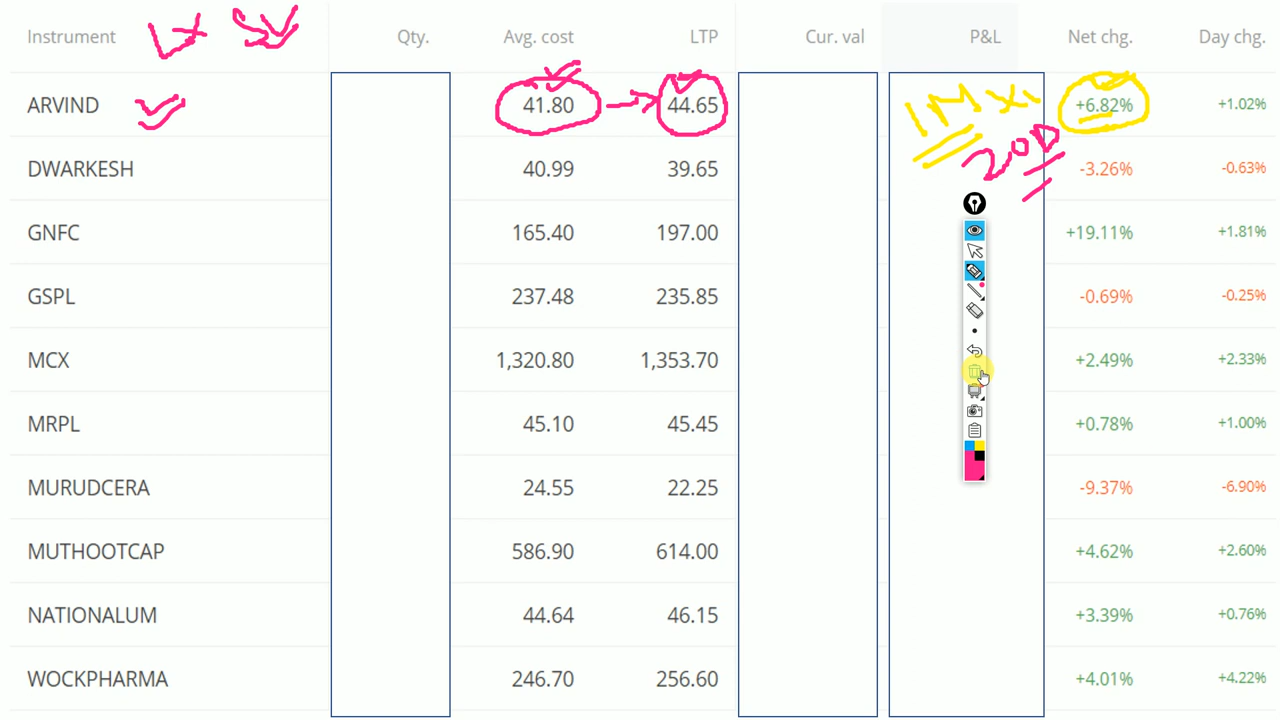 Instrument Qty. Avg. cost LTP Cur. val P&L Net chg. Day chg.
ARVIND 41.80 44.65 1M +6.82% +1.02%
20D
DWARKESH 40.99 39.65 -3.26% -0.63%
GNFC 165.40 197.00 +19.11% +1.81%
GSPL 237.48 235.85 -0.69% -0.25%
MCX 1,320.80 1,353.70 +2.49% +2.33%
MRPL 45.10 45.45 +0.78% +1.00%
MURUDCERA 24.55 22.25 -9.37% -6.90%
MUTHOOTCAP 586.90 614.00 +4.62% +2.60%
NATIONALUM 44.64 46.15 +3.39% +0.76%
WOCKPHARMA 246.70 256.60 +4.01% +4.22%